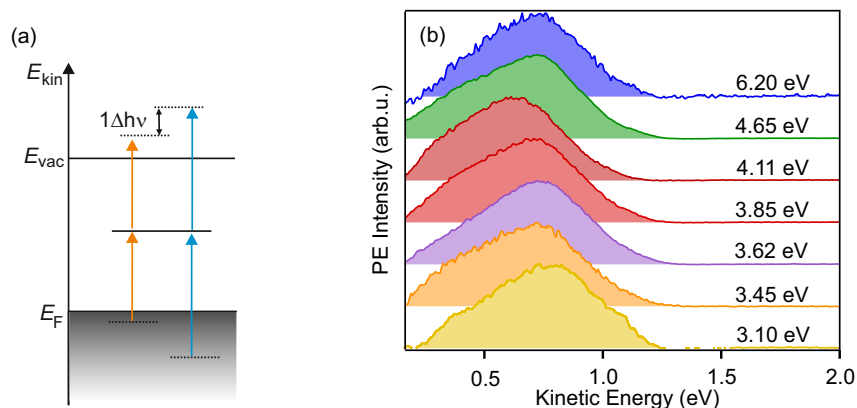 (a)
E_kin
1Δhν
E_vac
E_F
(b)
PE Intensity (arb.u.)
6.20 eV
4.65 eV
4.11 eV
3.85 eV
3.62 eV
3.45 eV
3.10 eV
0.5 1.0 1.5 2.0
Kinetic Energy (eV)